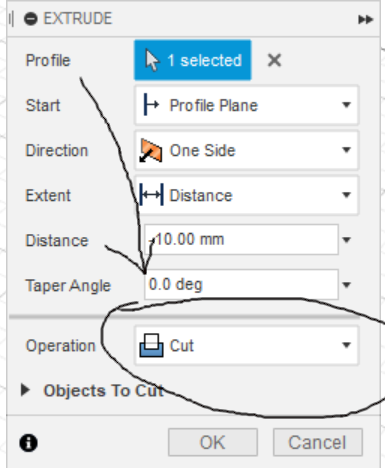 EXTRUDE
Profile 1 selected
Start Profile Plane
Direction One Side
Extent Distance
Distance -10.00 mm
Taper Angle 0.0 deg
Operation Cut
Objects To Cut
OK Cancel